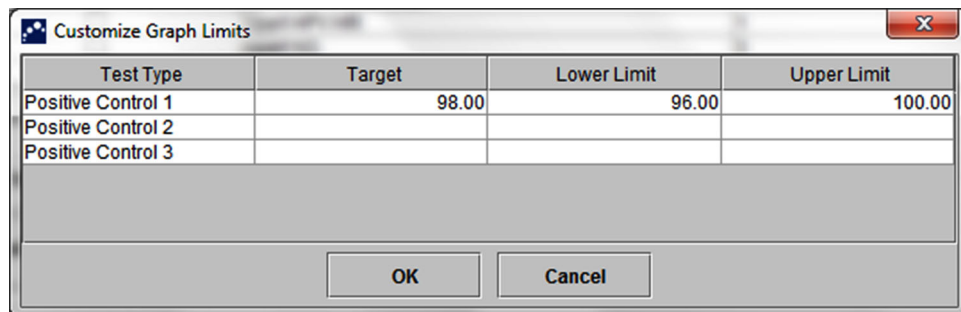 Customize Graph Limits
Test Type Target Lower Limit Upper Limit
Positive Control 1 98.00 96.00 100.00
Positive Control 2
Positive Control 3
OK Cancel